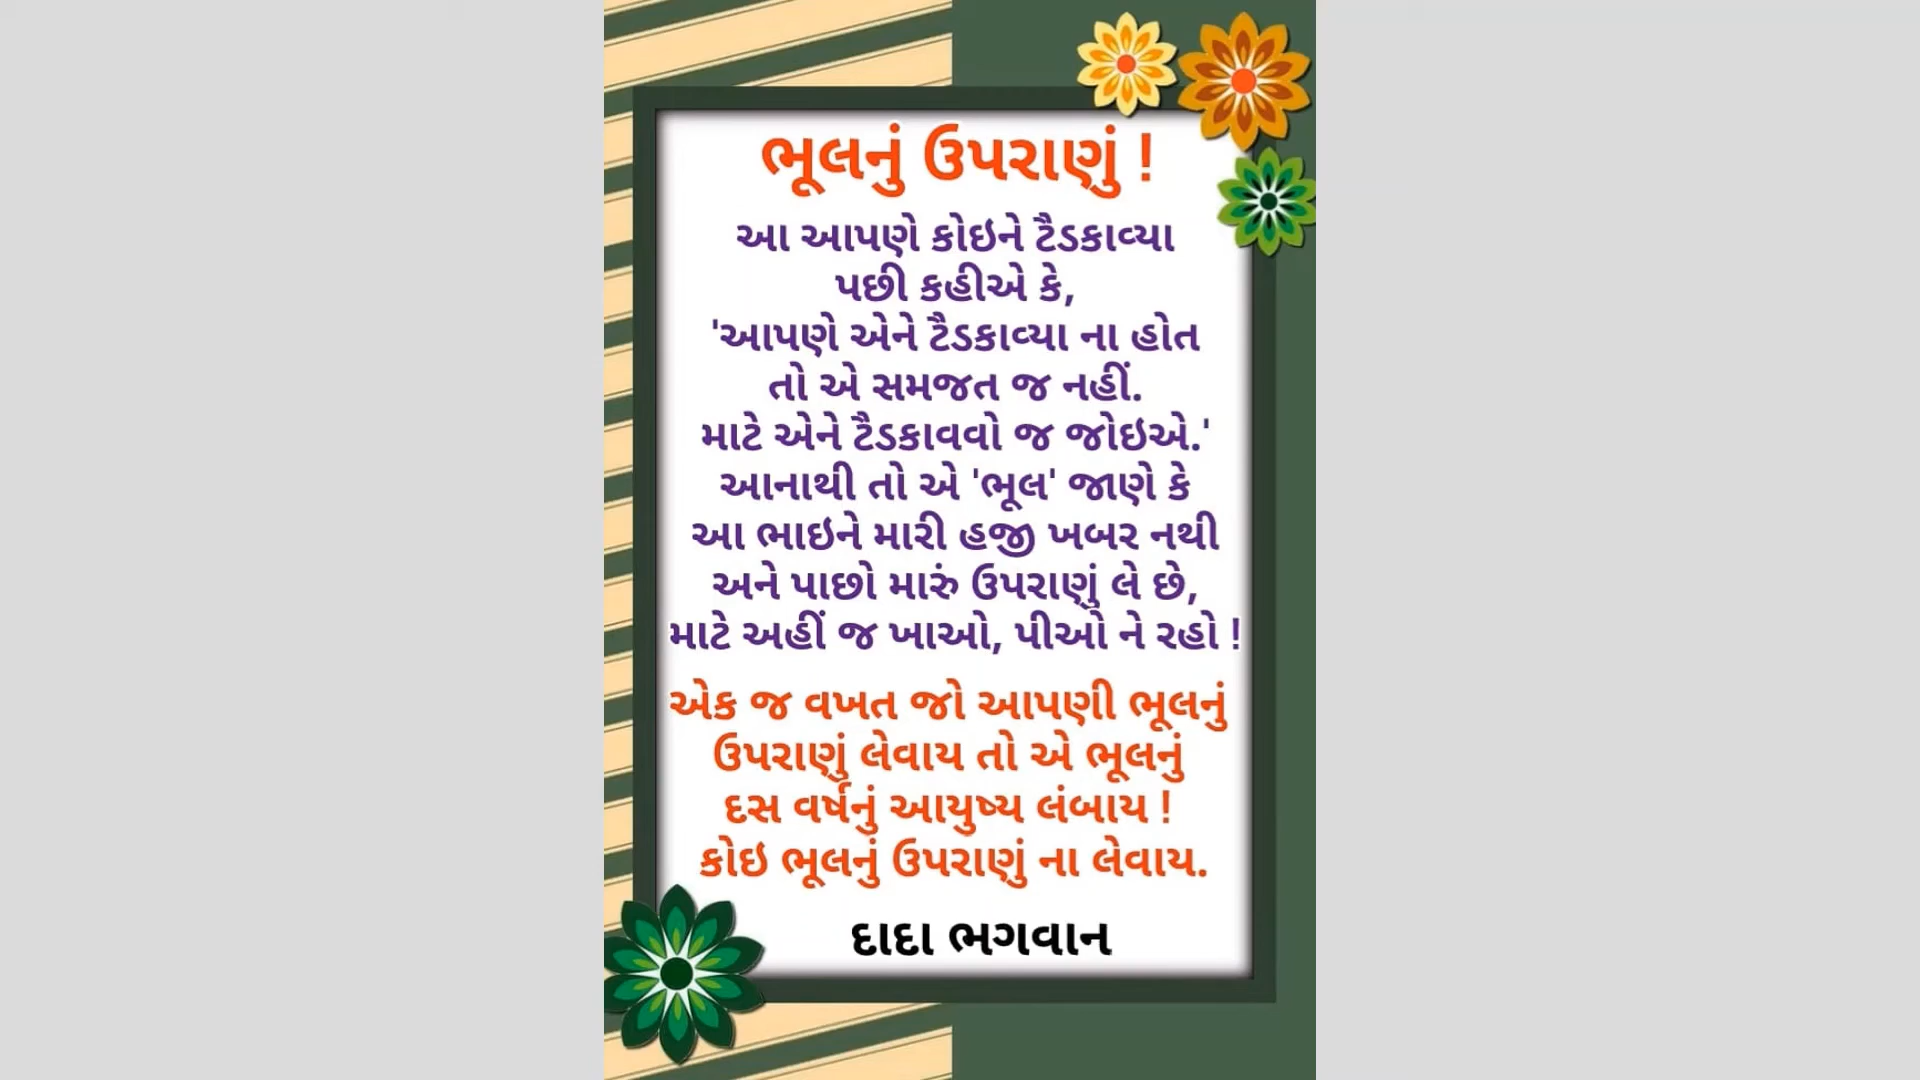 ભૂલનું ઉપરાણું !
આ આપણે કોઇને ટૈડકાવ્યા
પછી કહીએ કે,
'આપણે એને ટૈડકાવ્યા ના હોત
તો એ સમજત જ નહીં.
માટે એને ટૈડકાવવો જ જોઇએ.'
આનાથી તો એ 'ભૂલ' જાણે કે
આ ભાઇને મારી હજી ખબર નથી
અને પાછો મારું ઉપરાણું લે છે,
માટે અહીં જ ખાઓ, પીઓ ને રહો !
એક જ વખત જો આપણી ભૂલનું
ઉપરાણું લેવાય તો એ ભૂલનું
દસ વર્ષનું આયુષ્ય લંબાય !
કોઇ ભૂલનું ઉપરાણું ના લેવાય.
દાદા ભગવાન